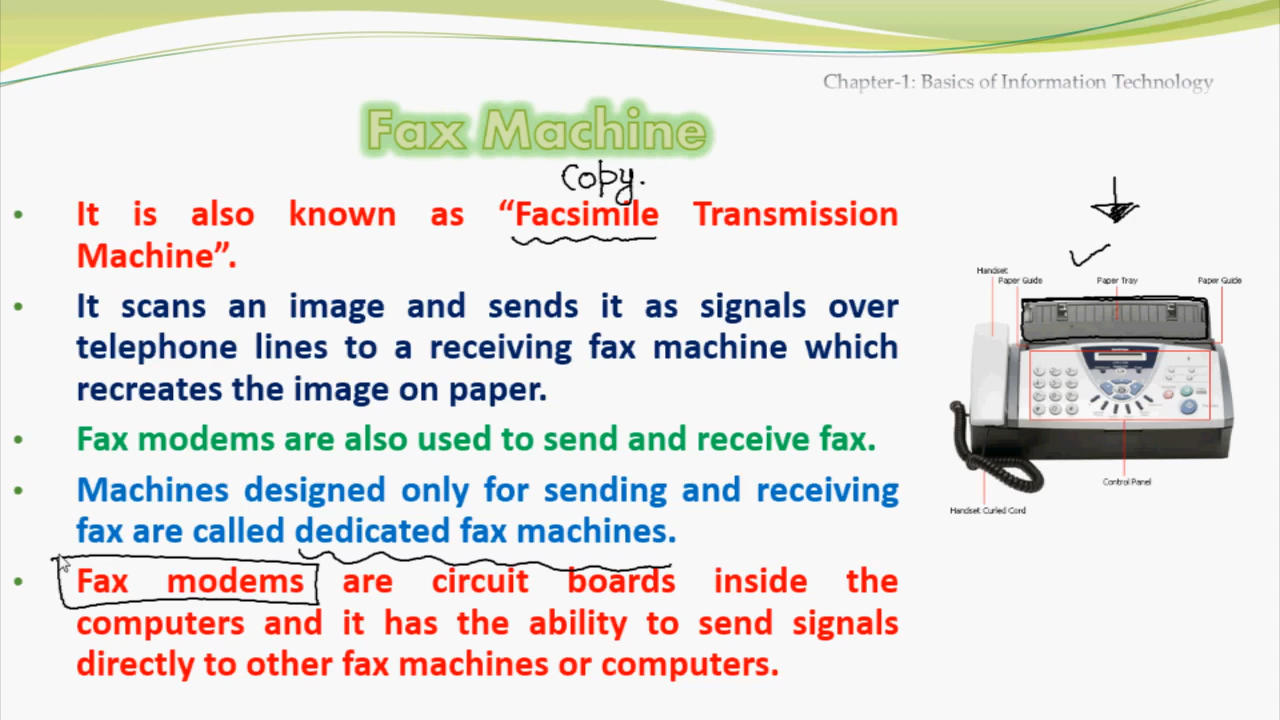 Chapter-1: Basics of Information Technology
Fax Machine
Copy.
• It is also known as “Facsimile Transmission
Machine”.
• It scans an image and sends it as signals over
telephone lines to a receiving fax machine which
recreates the image on paper.
• Fax modems are also used to send and receive fax.
• Machines designed only for sending and receiving
fax are called dedicated fax machines.
• Fax modems are circuit boards inside the
computers and it has the ability to send signals
directly to other fax machines or computers.
Handset
Paper Guide
Paper Tray
Paper Guide
Control Panel
Handset Curled Cord